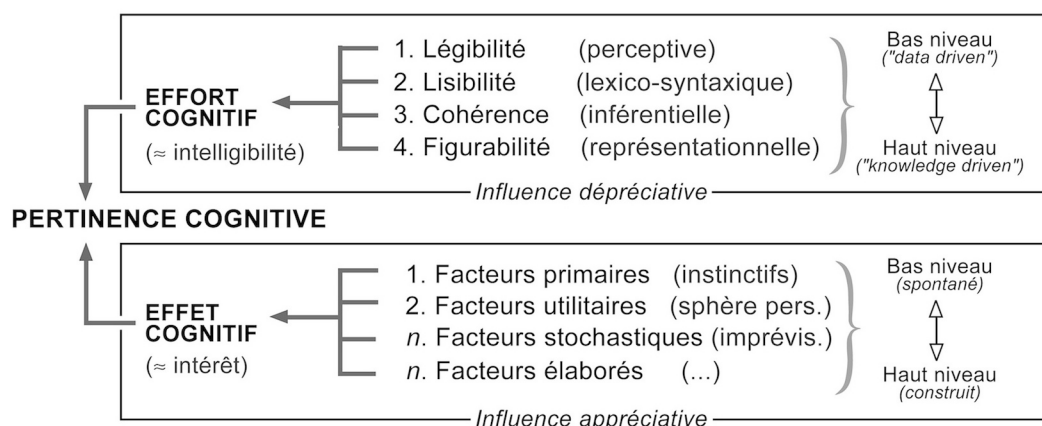 1. Légibilité (perceptive)
2. Lisibilité (lexico-syntaxique)
3. Cohérence (inférentielle)
4. Figurabilité (représentationnelle)
EFFORT
COGNITIF
(≈ intelligibilité)
Bas niveau
("data driven")
Haut niveau
("knowledge driven")
Influence dépréciative
PERTINENCE COGNITIVE
1. Facteurs primaires (instinctifs)
2. Facteurs utilitaires (sphère pers.)
n. Facteurs stochastiques (imprévis.)
n. Facteurs élaborés (...)
EFFET
COGNITIF
(≈ intérêt)
Bas niveau
(spontané)
Haut niveau
(construit)
Influence appréciative